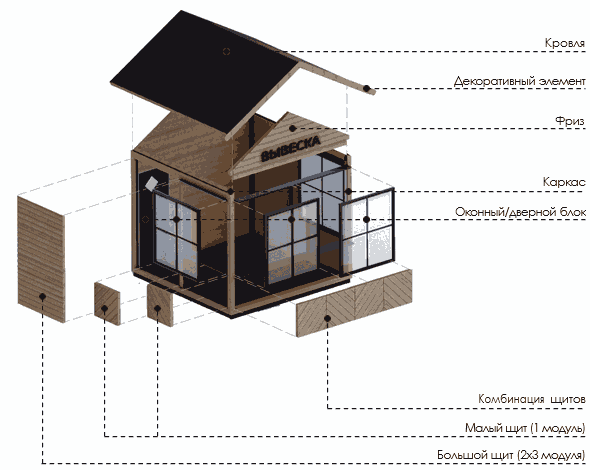 Кровля
Декоративный элемент
Фриз
ВЫВЕСКА
Каркас
Оконный/дверной блок
Комбинация щитов
Малый щит (1 модуль)
Большой щит (2х3 модуля)